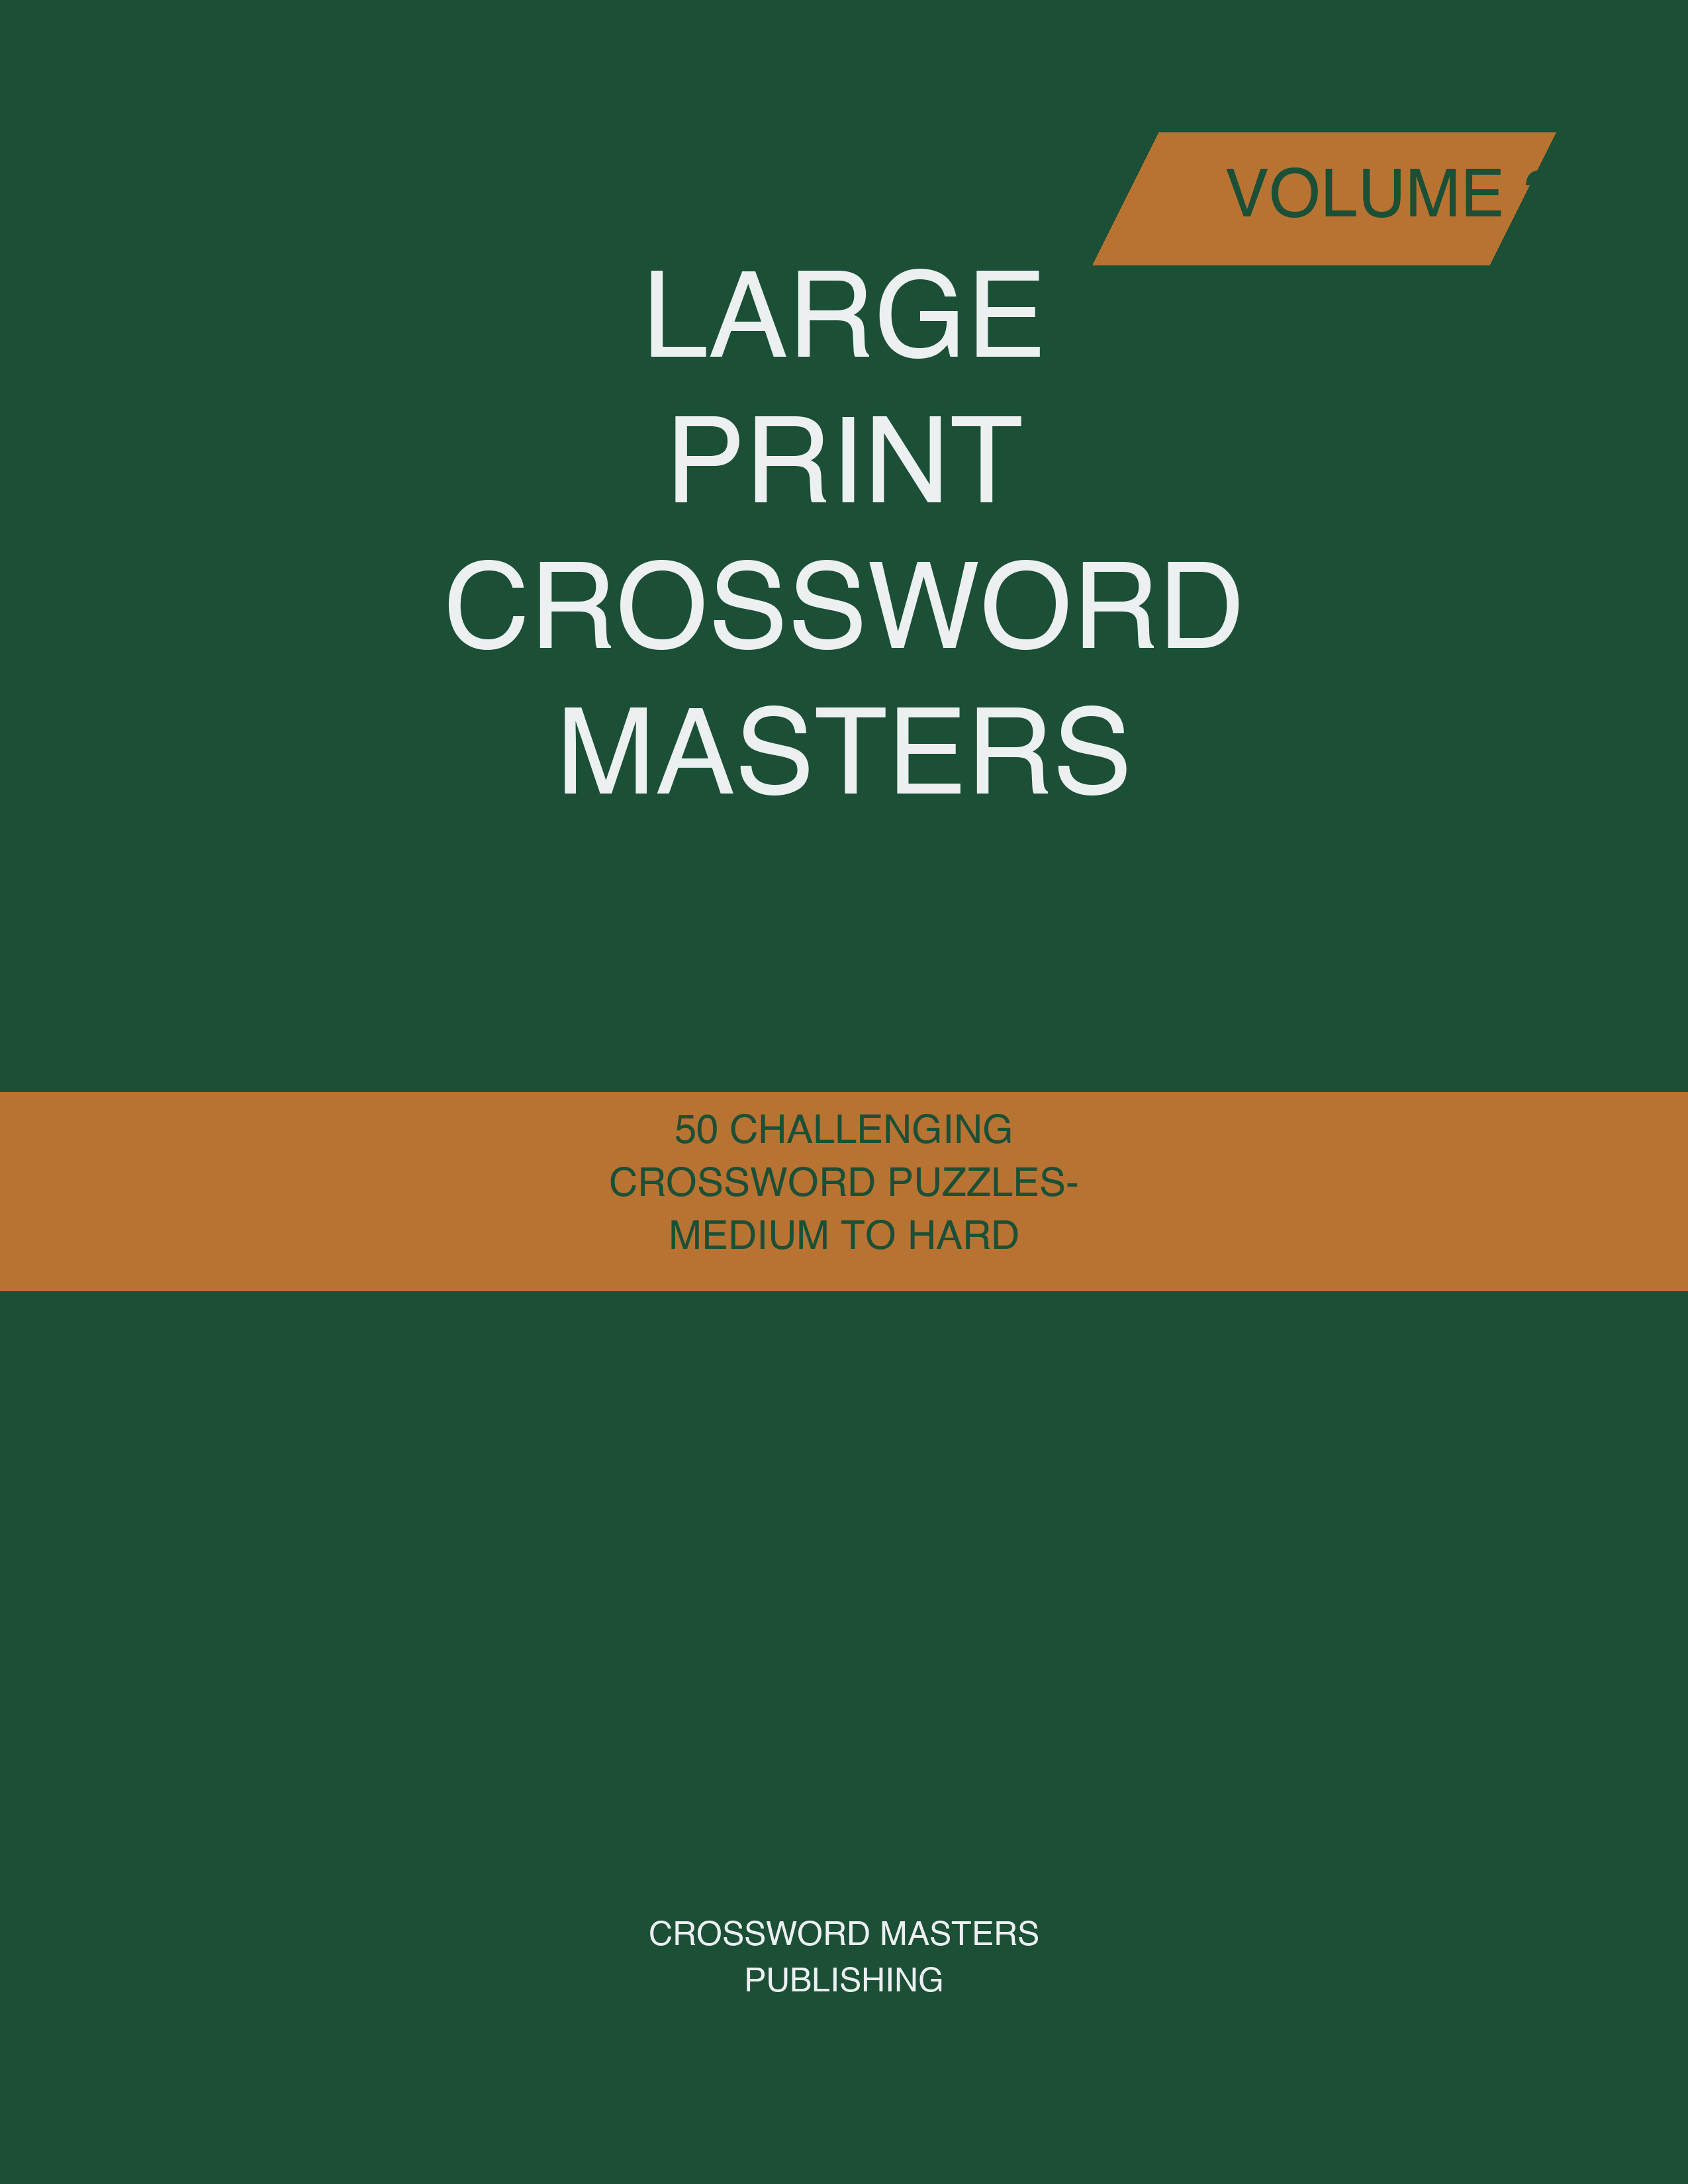 VOLUME
LARGE
PRINT
CROSSWORD
MASTERS
50 CHALLENGING
CROSSWORD PUZZLES-
MEDIUM TO HARD
CROSSWORD MASTERS
PUBLISHING